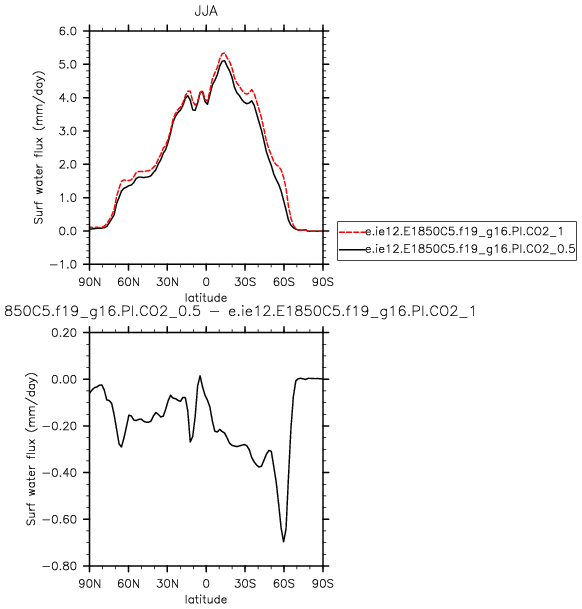 JJA
Surf water flux (mm/day)
6.0
5.0
4.0
3.0
2.0
1.0
0.0
−1.0
90N 60N 30N 0 30S 60S 90S
latitude
e.ie12.E1850C5.f19_g16.PI.CO2_1
e.ie12.E1850C5.f19_g16.PI.CO2_0.5
850C5.f19_g16.PI.CO2_0.5 − e.ie12.E1850C5.f19_g16.PI.CO2_1
Surf water flux (mm/day)
0.20
0.00
−0.20
−0.40
−0.60
−0.80
90N 60N 30N 0 30S 60S 90S
latitude